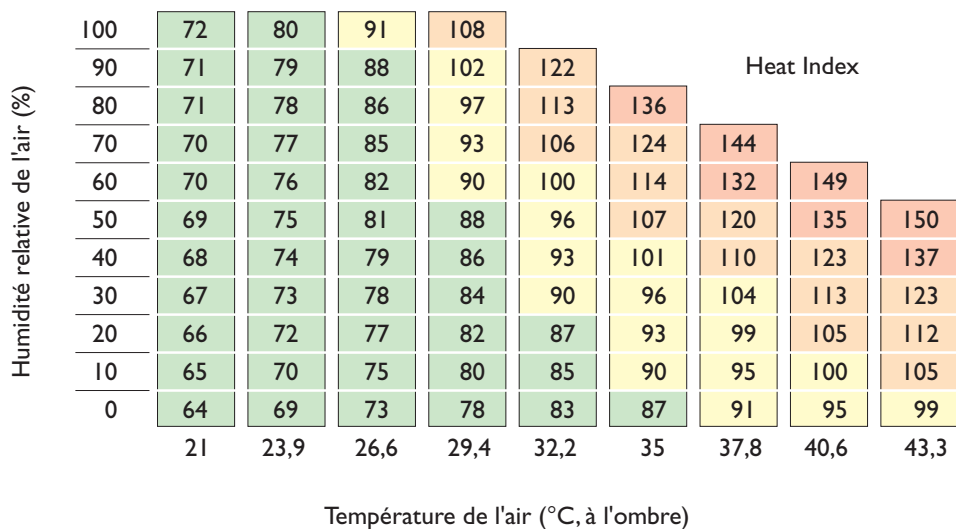 100 72 80 91 108
90 71 79 88 102 122 Heat Index
80 71 78 86 97 113 136
70 70 77 85 93 106 124 144
60 70 76 82 90 100 114 132 149
50 69 75 81 88 96 107 120 135 150
40 68 74 79 86 93 101 110 123 137
30 67 73 78 84 90 96 104 113 123
20 66 72 77 82 87 93 99 105 112
10 65 70 75 80 85 90 95 100 105
0 64 69 73 78 83 87 91 95 99
21 23,9 26,6 29,4 32,2 35 37,8 40,6 43,3
Humidité relative de l'air (%)
Température de l'air (°C, à l'ombre)